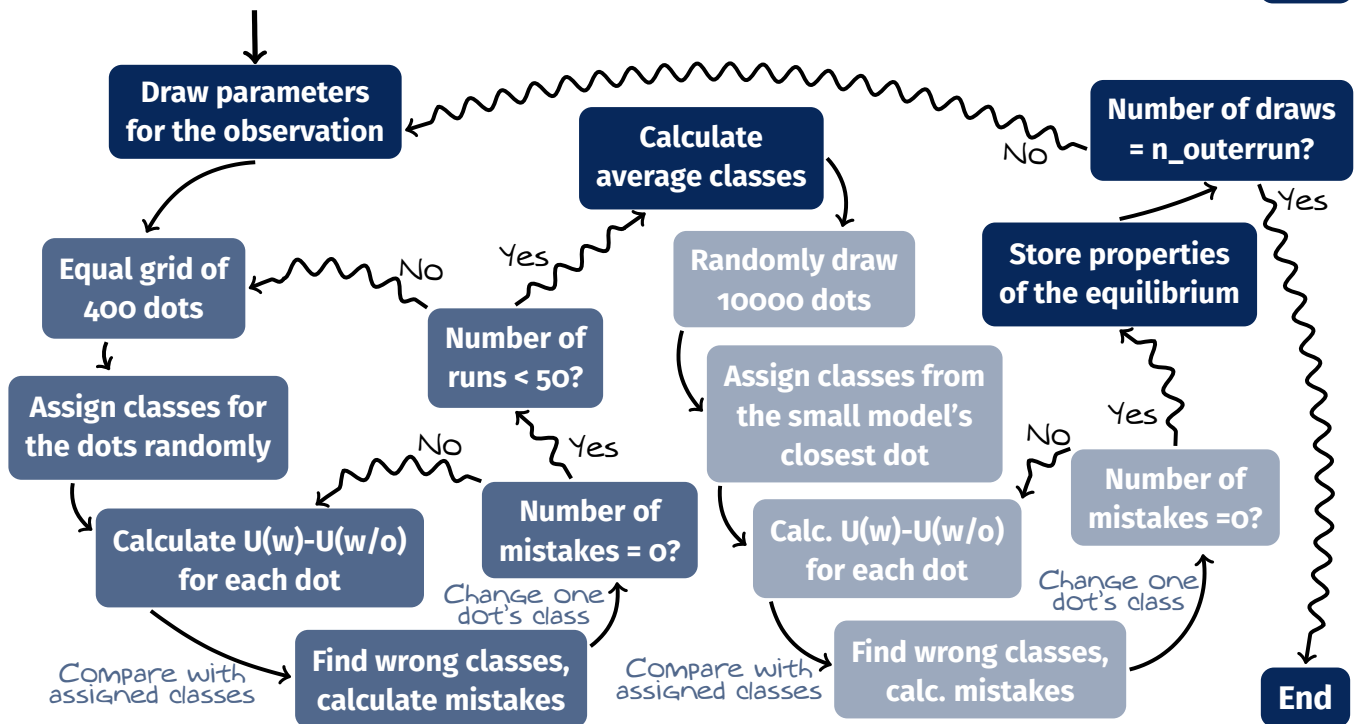 Draw parameters
for the observation
Equal grid of
400 dots
Assign classes for
the dots randomly
Calculate U(w)-U(w/o)
for each dot
Compare with
assigned classes
Find wrong classes,
calculate mistakes
Change one
dot's class
Number of
mistakes = 0?
No
Yes
Number of
runs < 50?
No
Yes
Calculate
average classes
Randomly draw
10000 dots
Assign classes from
the small model's
closest dot
Calc. U(w)-U(w/o)
for each dot
Compare with
assigned classes
Find wrong classes,
calc. mistakes
Change one
dot's class
Number of
mistakes =0?
No
Yes
Store properties
of the equilibrium
Number of draws
= n_outerrun?
No
Yes
End